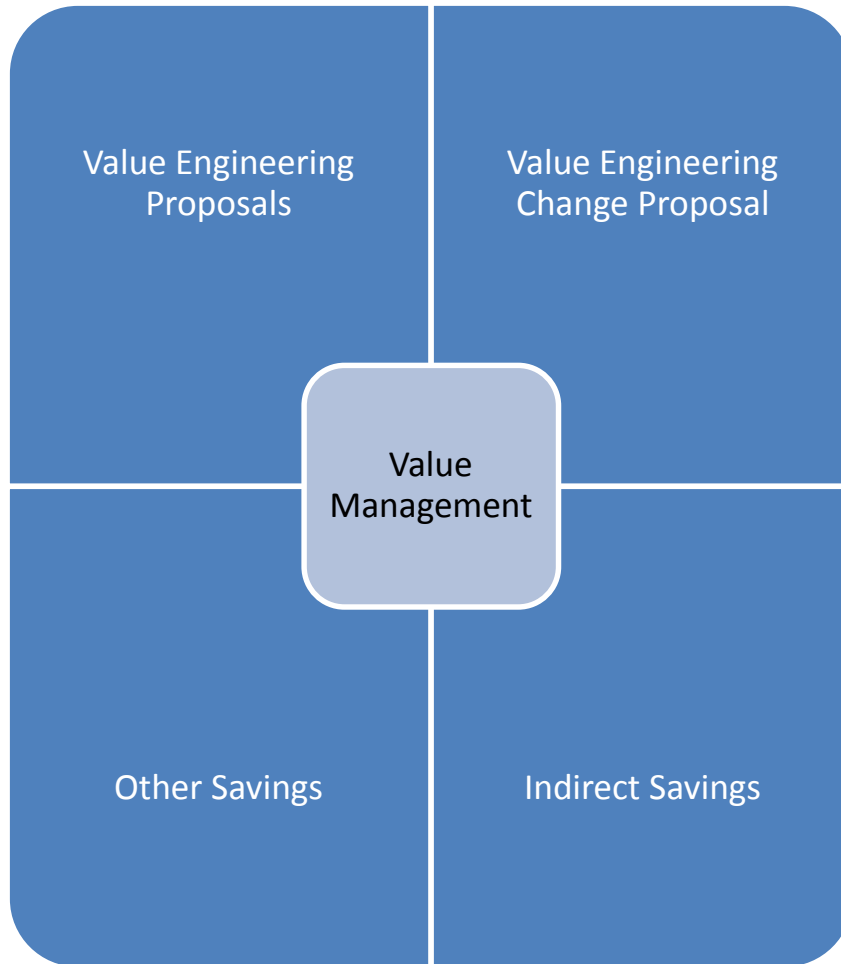 Value Engineering
Proposals
Value Engineering
Change Proposal
Value
Management
Other Savings
Indirect Savings